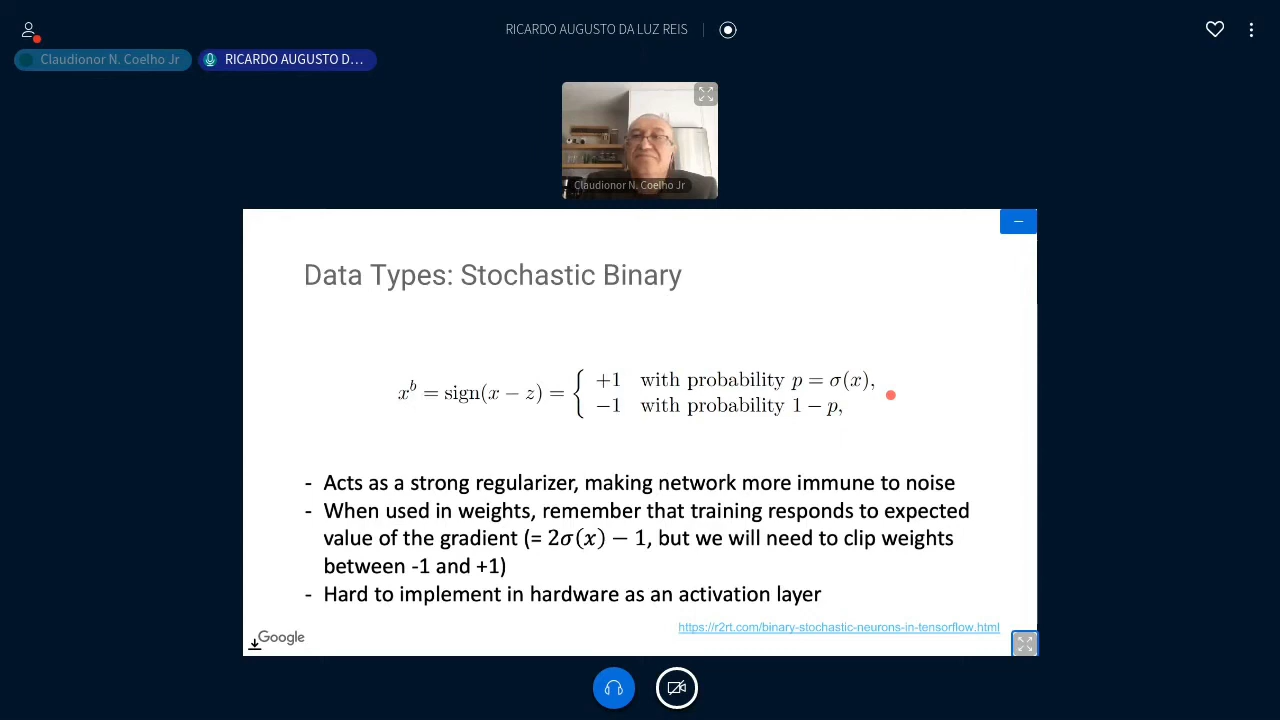 RICARDO AUGUSTO DA LUZ REIS
Claudionor N. Coelho Jr
RICARDO AUGUSTO D…
Claudionor N. Coelho Jr
Data Types: Stochastic Binary
x^b = sign(x − z) = { +1 with probability p = σ(x),
−1 with probability 1 − p,
- Acts as a strong regularizer, making network more immune to noise
- When used in weights, remember that training responds to expected
value of the gradient (= 2σ(x) − 1, but we will need to clip weights
between -1 and +1)
- Hard to implement in hardware as an activation layer
https://r2rt.com/binary-stochastic-neurons-in-tensorflow.html
Google